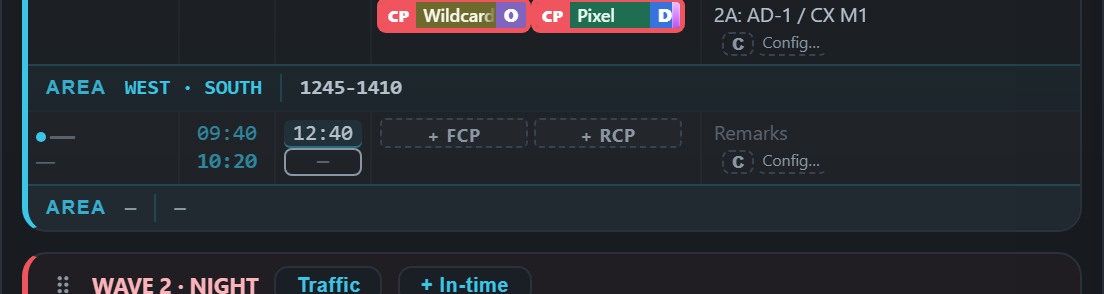 CP Wildcard O CP Pixel D 2A: AD-1 / CX M1
C Config...
AREA WEST · SOUTH 1245-1410
— 09:40 12:40 + FCP + RCP Remarks
— 10:20 — C Config...
AREA — —
WAVE 2 · NIGHT Traffic + In-time